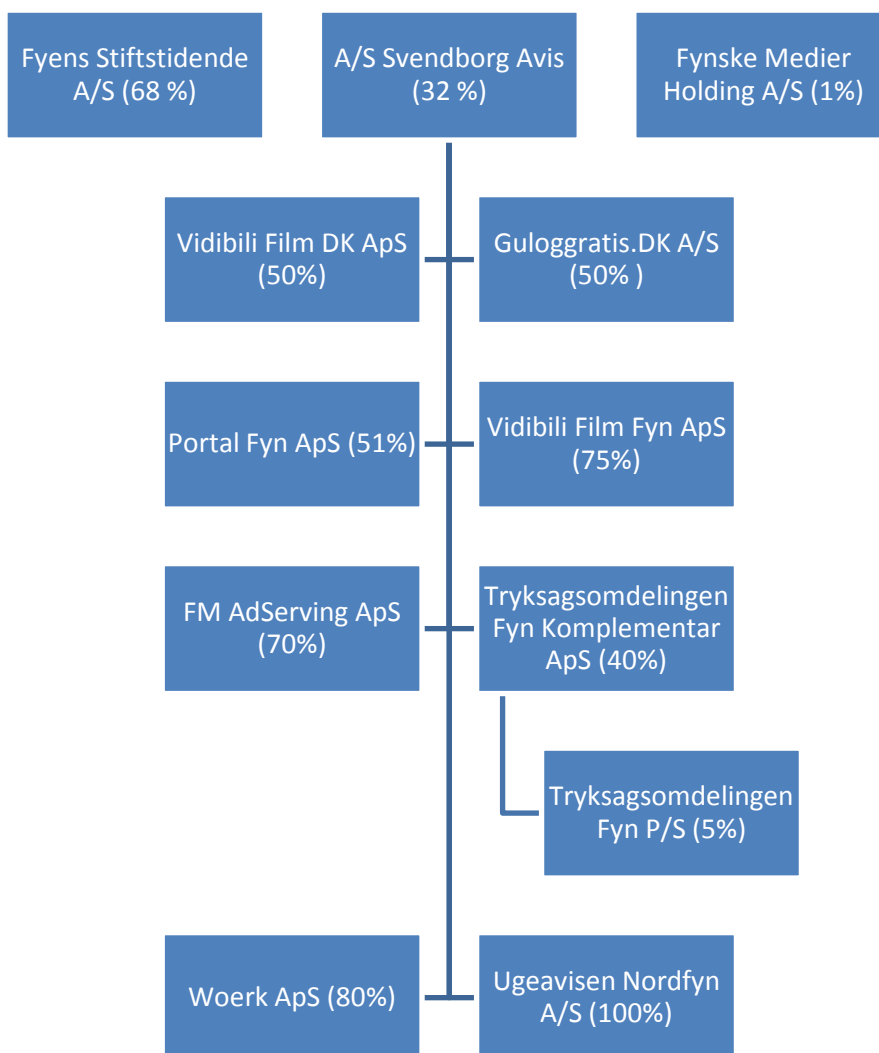 Fyens Stiftstidende
A/S (68 %)
A/S Svendborg Avis
(32 %)
Fynske Medier
Holding A/S (1%)
Vidibili Film DK ApS
(50%)
Guloggratis.DK A/S
(50% )
Portal Fyn ApS (51%)
Vidibili Film Fyn ApS
(75%)
FM AdServing ApS
(70%)
Tryksagsomdelingen
Fyn Komplementar
ApS (40%)
Tryksagsomdelingen
Fyn P/S (5%)
Woerk ApS (80%)
Ugeavisen Nordfyn
A/S (100%)